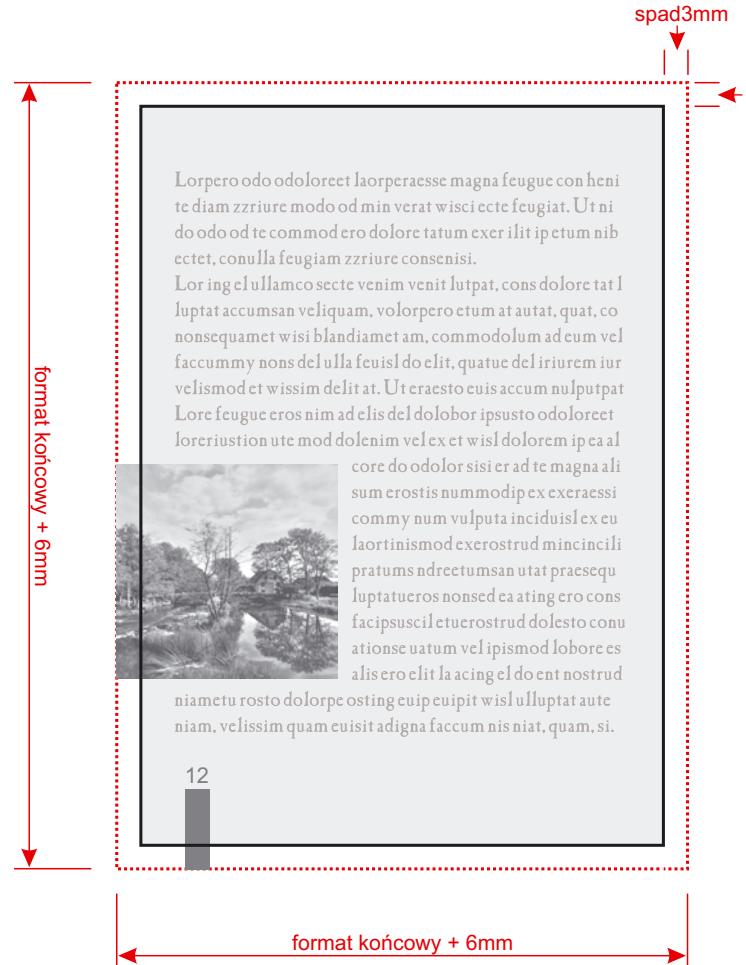 spad3mm
Lorpero odo odoloreet laorperaesse magna feugue con heni
te diam zzriure modo od min verat wisci ecte feugiat. Ut ni
do odo od te commod ero dolore tatum exer ilit ip etum nib
ectet, conulla feugiam zzriure consenisi.
Lor ing el ullamco secte venim venit lutpat, cons dolore tat l
luptat accumsan veliquam, volorpero etum at autat, quat, co
nonsequamet wisi blandiamet am, commodolum ad eum vel
faccummy nons del ulla feuisl do elit, quatue del iriurem iur
velismod et wissim delit at. Ut eraesto euis accum nulputpat
Lore feugue eros nim ad elis del dolobor ipsusto odoloreet
loreriustion ute mod dolenim vel ex et wisl dolorem ip ea al
core do odolor sisi er ad te magna ali
sum erostis nummodip ex exeraessi
commy num vulputa inciduisl ex eu
laortinismod exerostrud mincincili
pratums ndreetumsan utat praesequ
luptatueros nonsed ea ating ero cons
facipsuscil etuerostrud dolesto conu
ationse uatum vel ipismod lobore es
alis ero elit la acing el do ent nostrud
niametu rosto dolorpe osting euip euipit wisl ulluptat aute
niam, velissim quam euisit adigna faccum nis niat, quam, si.
12
format końcowy + 6mm
format końcowy + 6mm